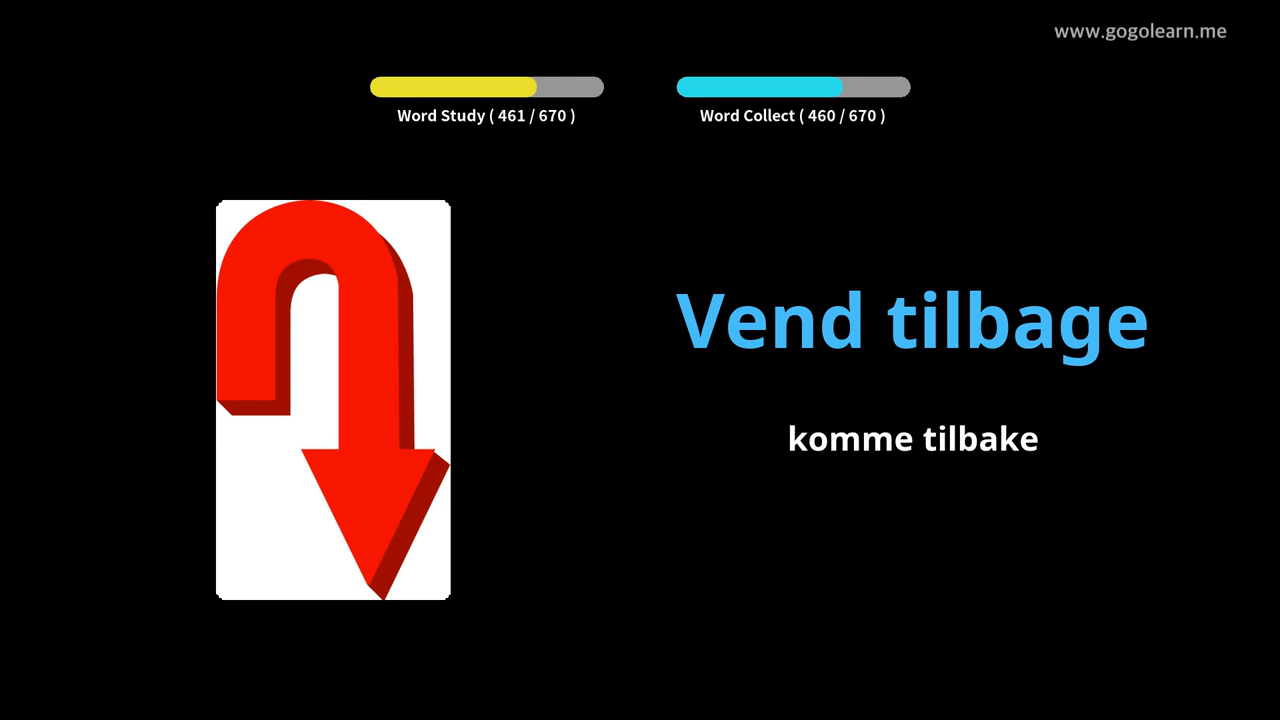 www.gogolearn.me
Word Study ( 461 / 670 )
Word Collect ( 460 / 670 )
Vend tilbage
komme tilbake